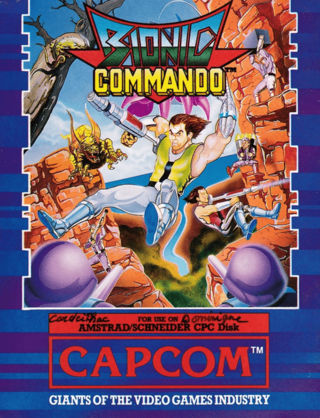 BIONIC
COMMANDO™
FOR USE ON
AMSTRAD/SCHNEIDER CPC Disk
CAPCOM™
GIANTS OF THE VIDEO GAMES INDUSTRY